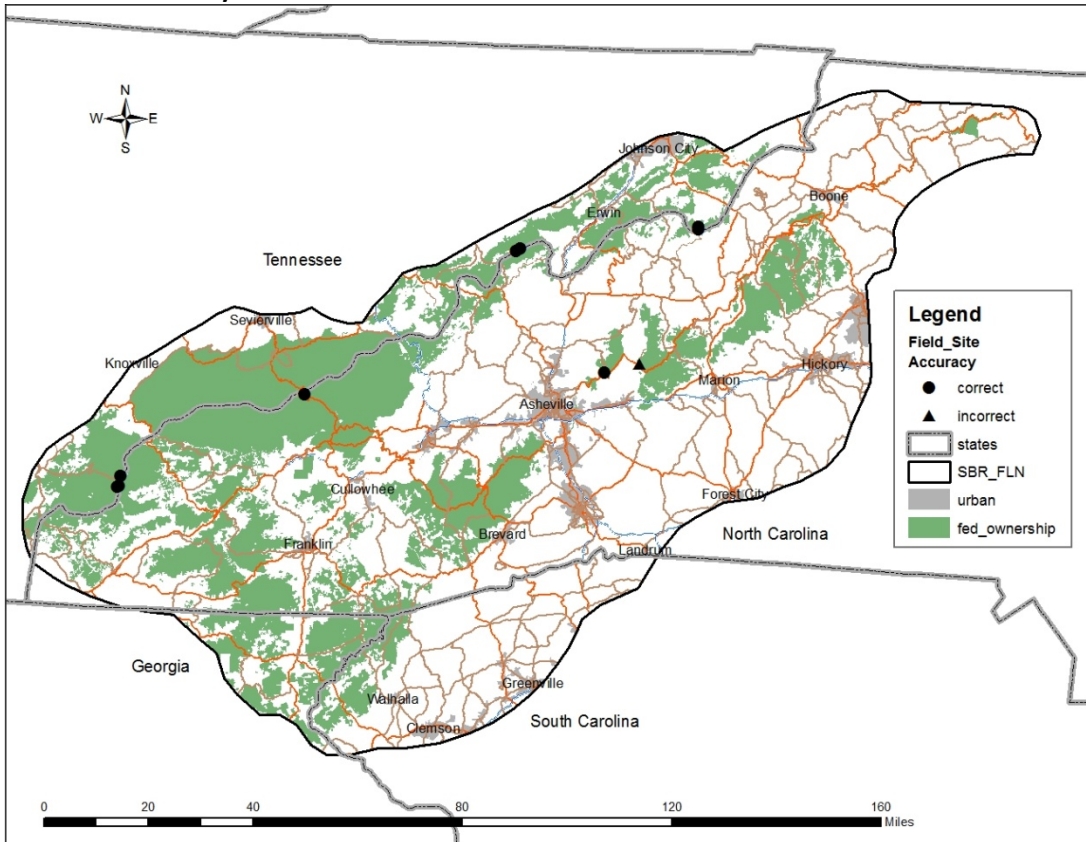 N
W E
S
Johnson City
Boone
Erwin
Tennessee
Sevierville
Knoxville
Hickory
Marion
Asheville
Cullowhee
Forest City
Brevard
North Carolina
Franklin
Landrum
Georgia
Greenville
Walhalla
South Carolina
Clemson
Legend
Field_Site
Accuracy
correct
incorrect
states
SBR_FLN
urban
fed_ownership
0 20 40 80 120 160
Miles